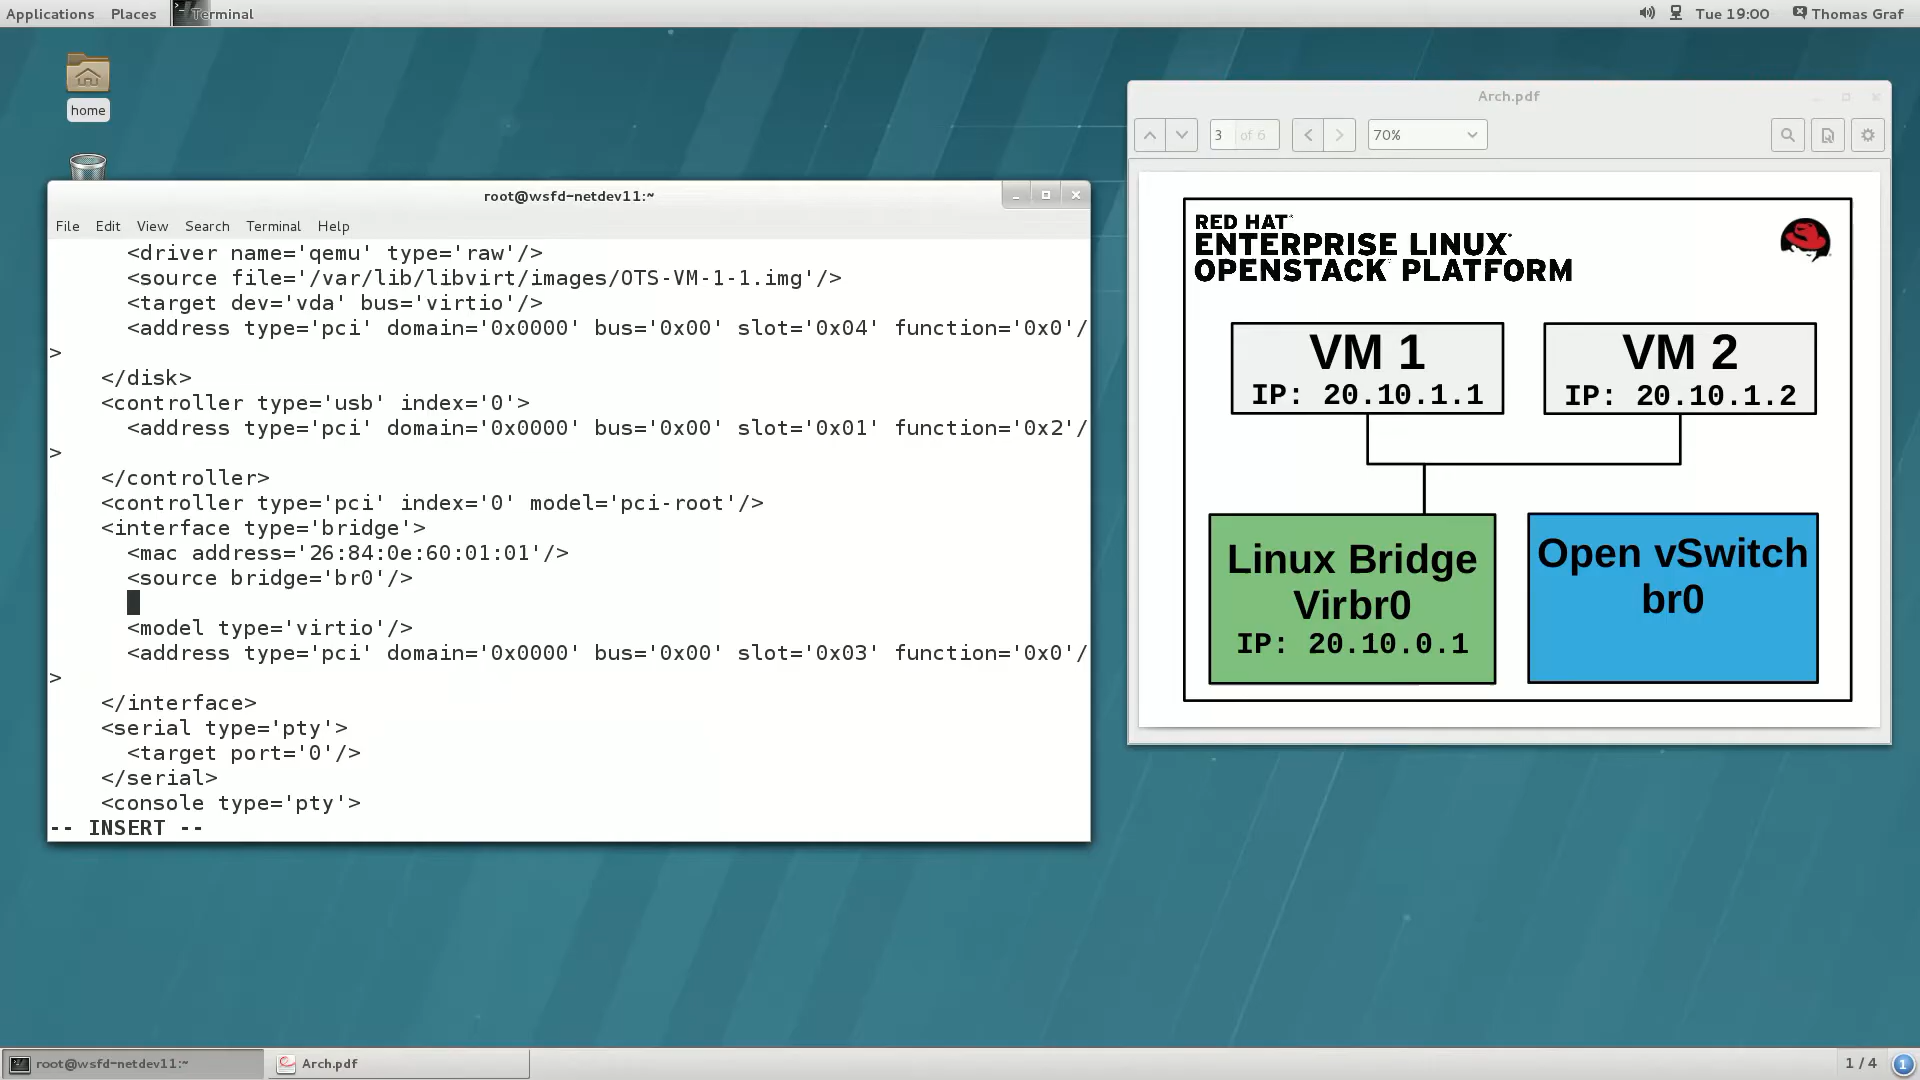 Applications Places Terminal
Tue 19:00 Thomas Graf
home
root@wsfd-netdev11:~
File Edit View Search Terminal Help
<driver name='qemu' type='raw'/>
<source file='/var/lib/libvirt/images/OTS-VM-1-1.img'/>
<target dev='vda' bus='virtio'/>
<address type='pci' domain='0x0000' bus='0x00' slot='0x04' function='0x0'/
>
</disk>
<controller type='usb' index='0'>
<address type='pci' domain='0x0000' bus='0x00' slot='0x01' function='0x2'/
>
</controller>
<controller type='pci' index='0' model='pci-root'/>
<interface type='bridge'>
<mac address='26:84:0e:60:01:01'/>
<source bridge='br0'/>
<model type='virtio'/>
<address type='pci' domain='0x0000' bus='0x00' slot='0x03' function='0x0'/
>
</interface>
<serial type='pty'>
<target port='0'/>
</serial>
<console type='pty'>
-- INSERT --
Arch.pdf
3 of 6 70%
RED HAT
ENTERPRISE LINUX
OPENSTACK PLATFORM
VM 1
IP: 20.10.1.1
VM 2
IP: 20.10.1.2
Linux Bridge
Virbr0
IP: 20.10.0.1
Open vSwitch
br0
root@wsfd-netdev11:~ Arch.pdf
1 / 4 1